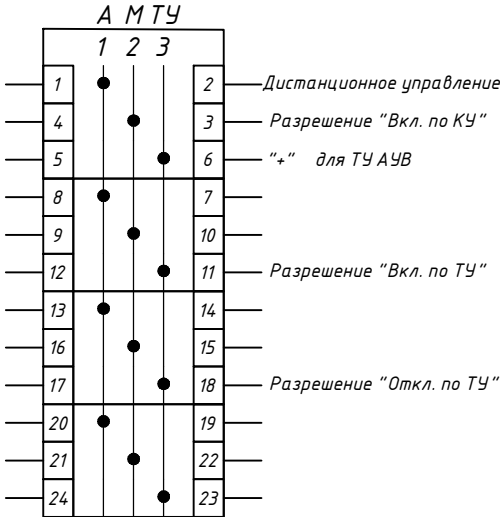 А М ТУ
1 2 3
1 2 Дистанционное управление
4 3 Разрешение "Вкл. по КУ"
5 6 "+" для ТУ АУВ
8 7
9 10
12 11 Разрешение "Вкл. по ТУ"
13 14
16 15
17 18 Разрешение "Откл. по ТУ"
20 19
21 22
24 23